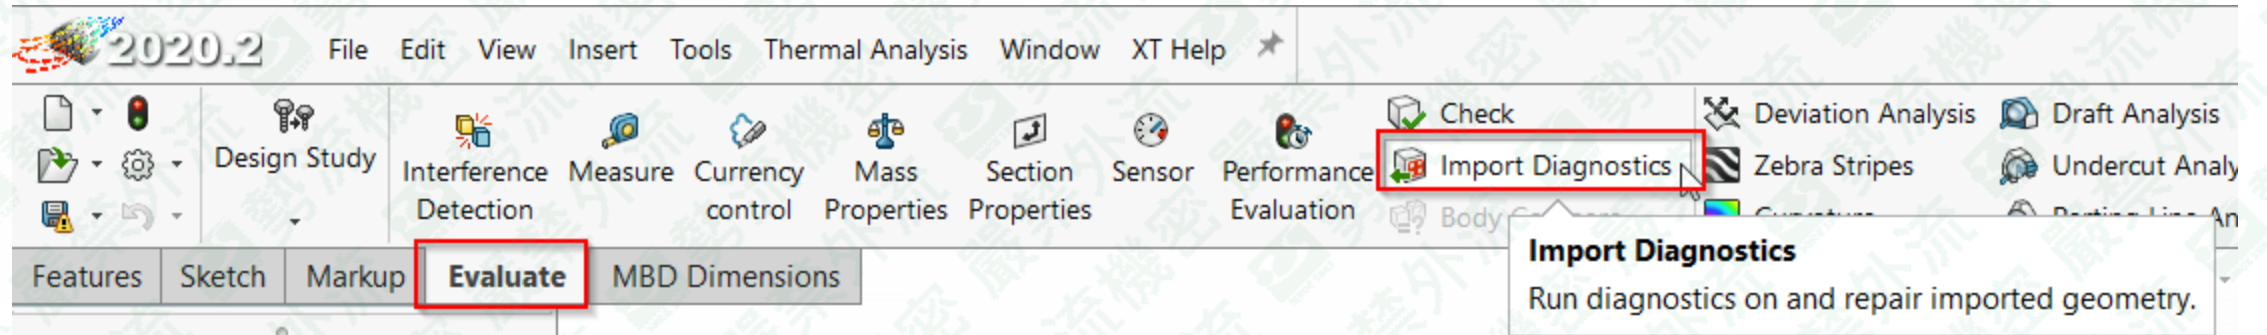 2020.2 File Edit View Insert Tools Thermal Analysis Window XT Help
Check Deviation Analysis Draft Analysis
Design Study
Interference Measure Currency Mass Section Sensor Performance Import Diagnostics Zebra Stripes Undercut Analy
Detection control Properties Properties Evaluation Body
Features Sketch Markup Evaluate MBD Dimensions
Import Diagnostics
Run diagnostics on and repair imported geometry.